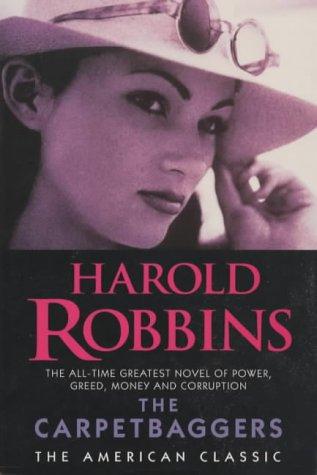 HAROLD
ROBBINS
THE ALL-TIME GREATEST NOVEL OF POWER,
GREED, MONEY AND CORRUPTION
THE
CARPETBAGGERS
THE AMERICAN CLASSIC